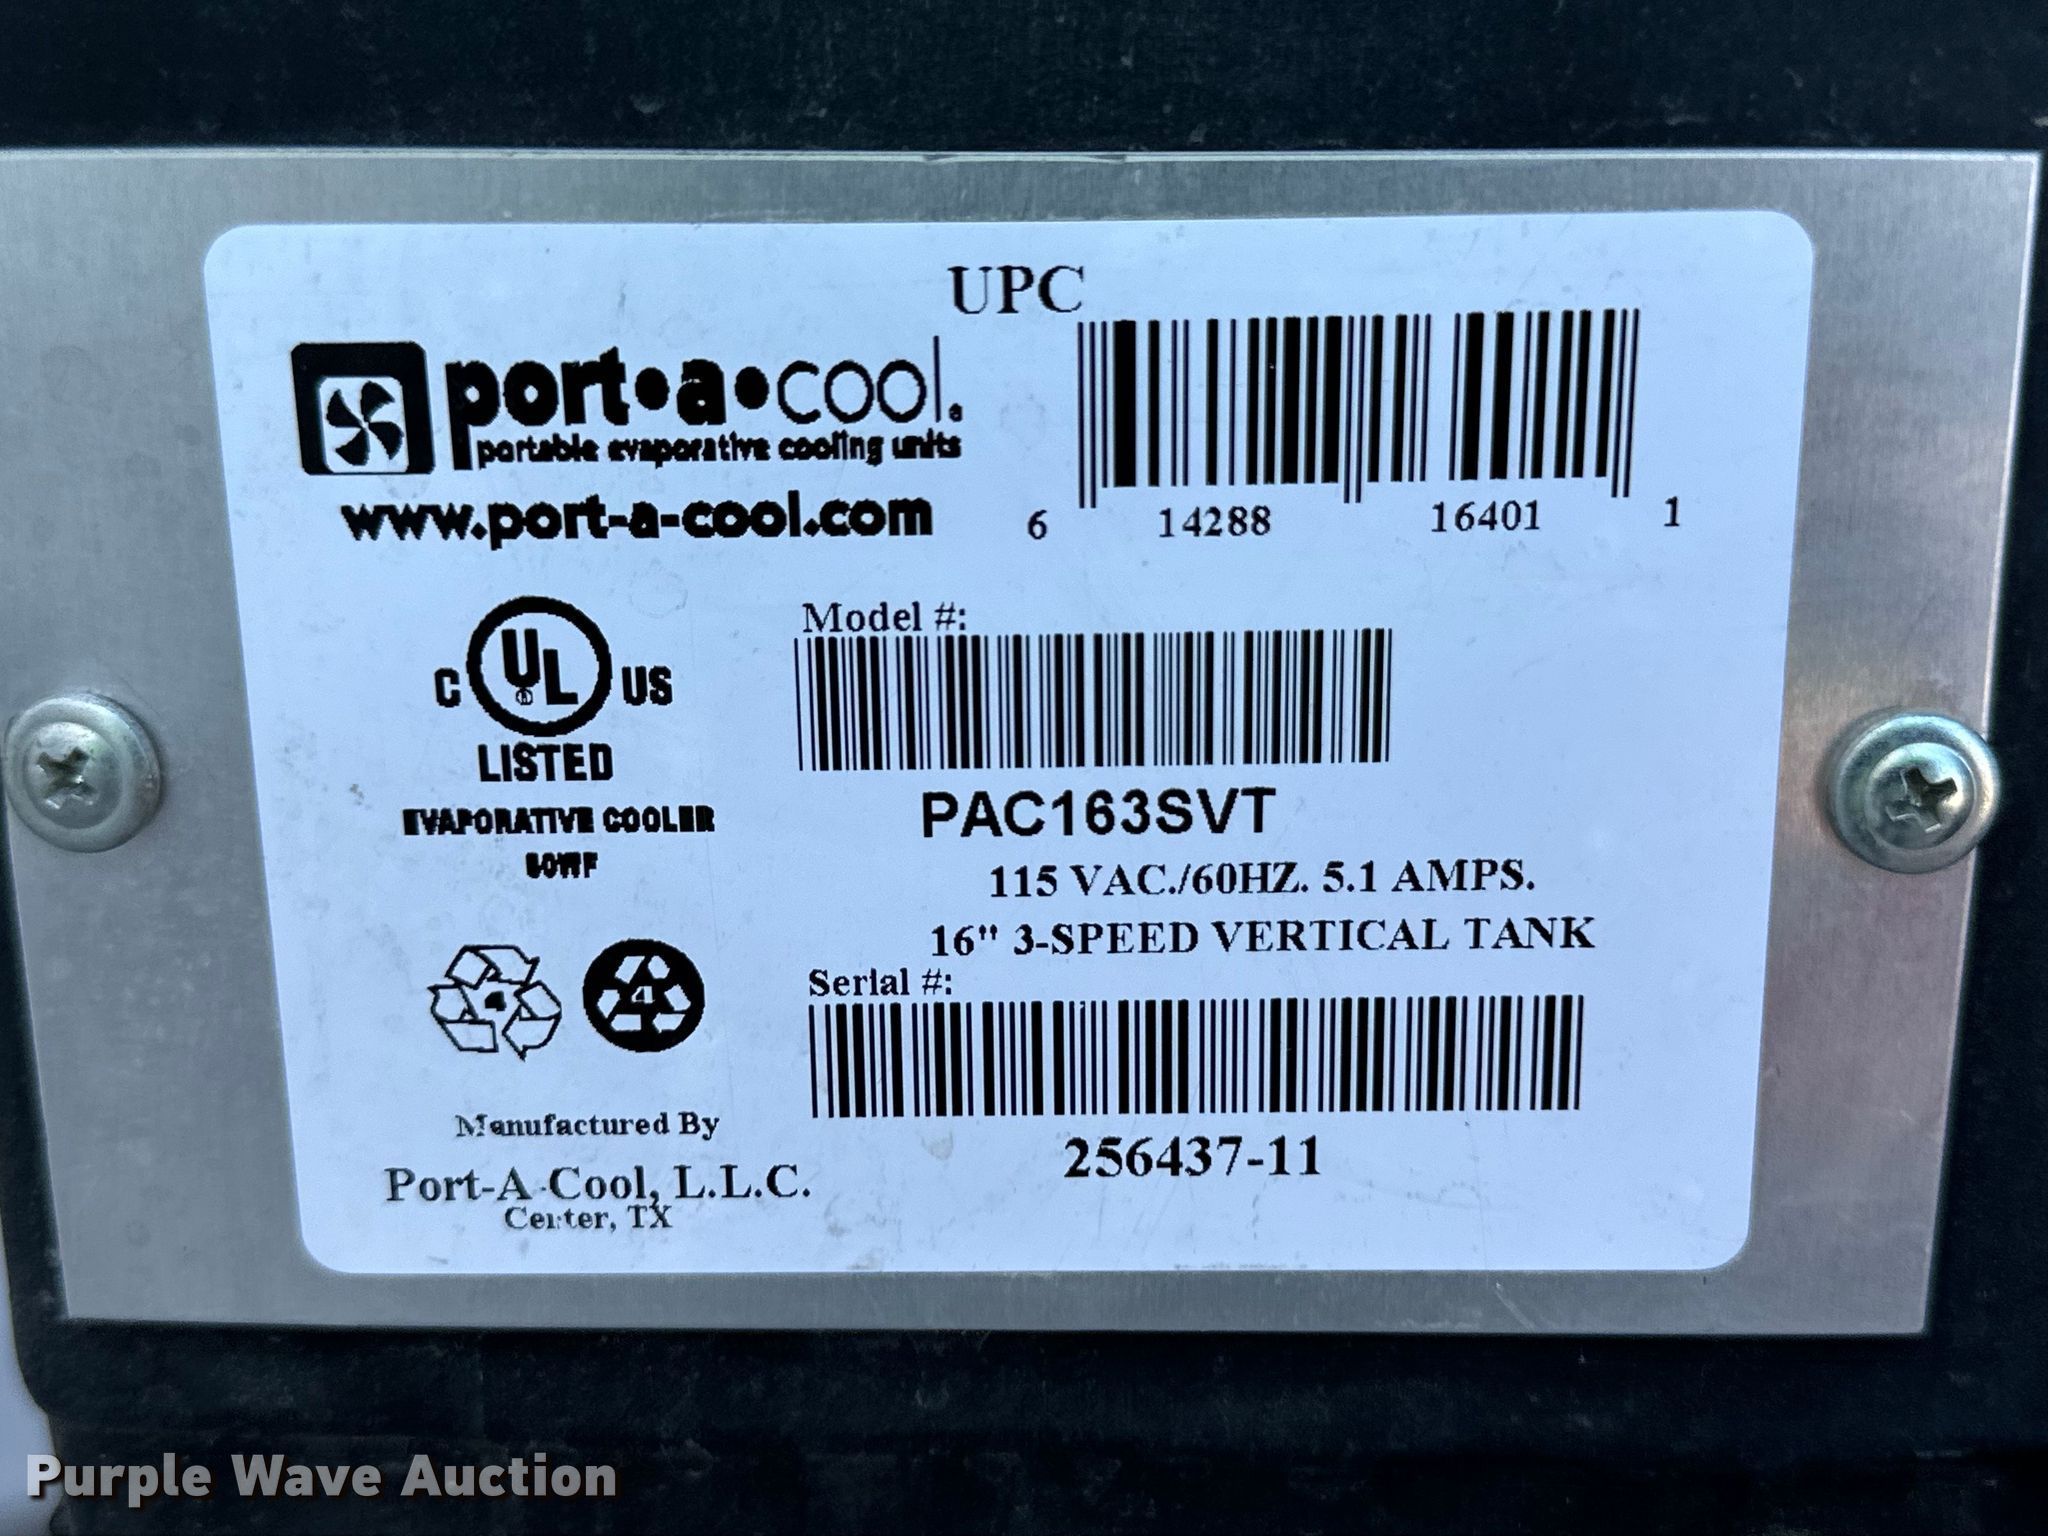 UPC
port•a•cool.
portable evaporative cooling units
www.port-a-cool.com
6 14288 16401 1
C UL US
LISTED
EVAPORATIVE COOLER
Model #:
PAC163SVT
115 VAC./60HZ. 5.1 AMPS.
16" 3-SPEED VERTICAL TANK
4 4
Serial #:
256437-11
Manufactured By
Port-A-Cool, L.L.C.
Center, TX
Purple Wave Auction